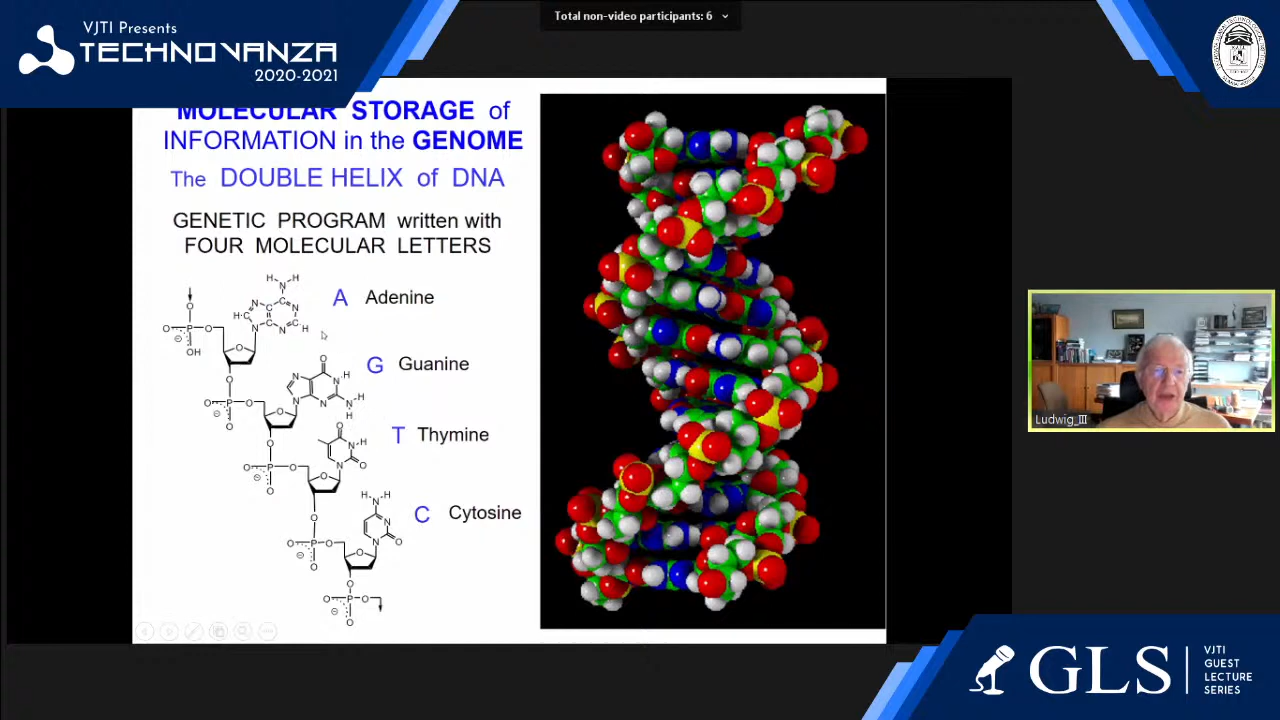 VJTI Presents
TECHNOVANZA
2020-2021
Total non-video participants: 6
MOLECULAR STORAGE of
INFORMATION in the GENOME
The DOUBLE HELIX of DNA
GENETIC PROGRAM written with
FOUR MOLECULAR LETTERS
A Adenine
G Guanine
T Thymine
C Cytosine
Ludwig_III
GLS
VJTI
GUEST
LECTURE
SERIES